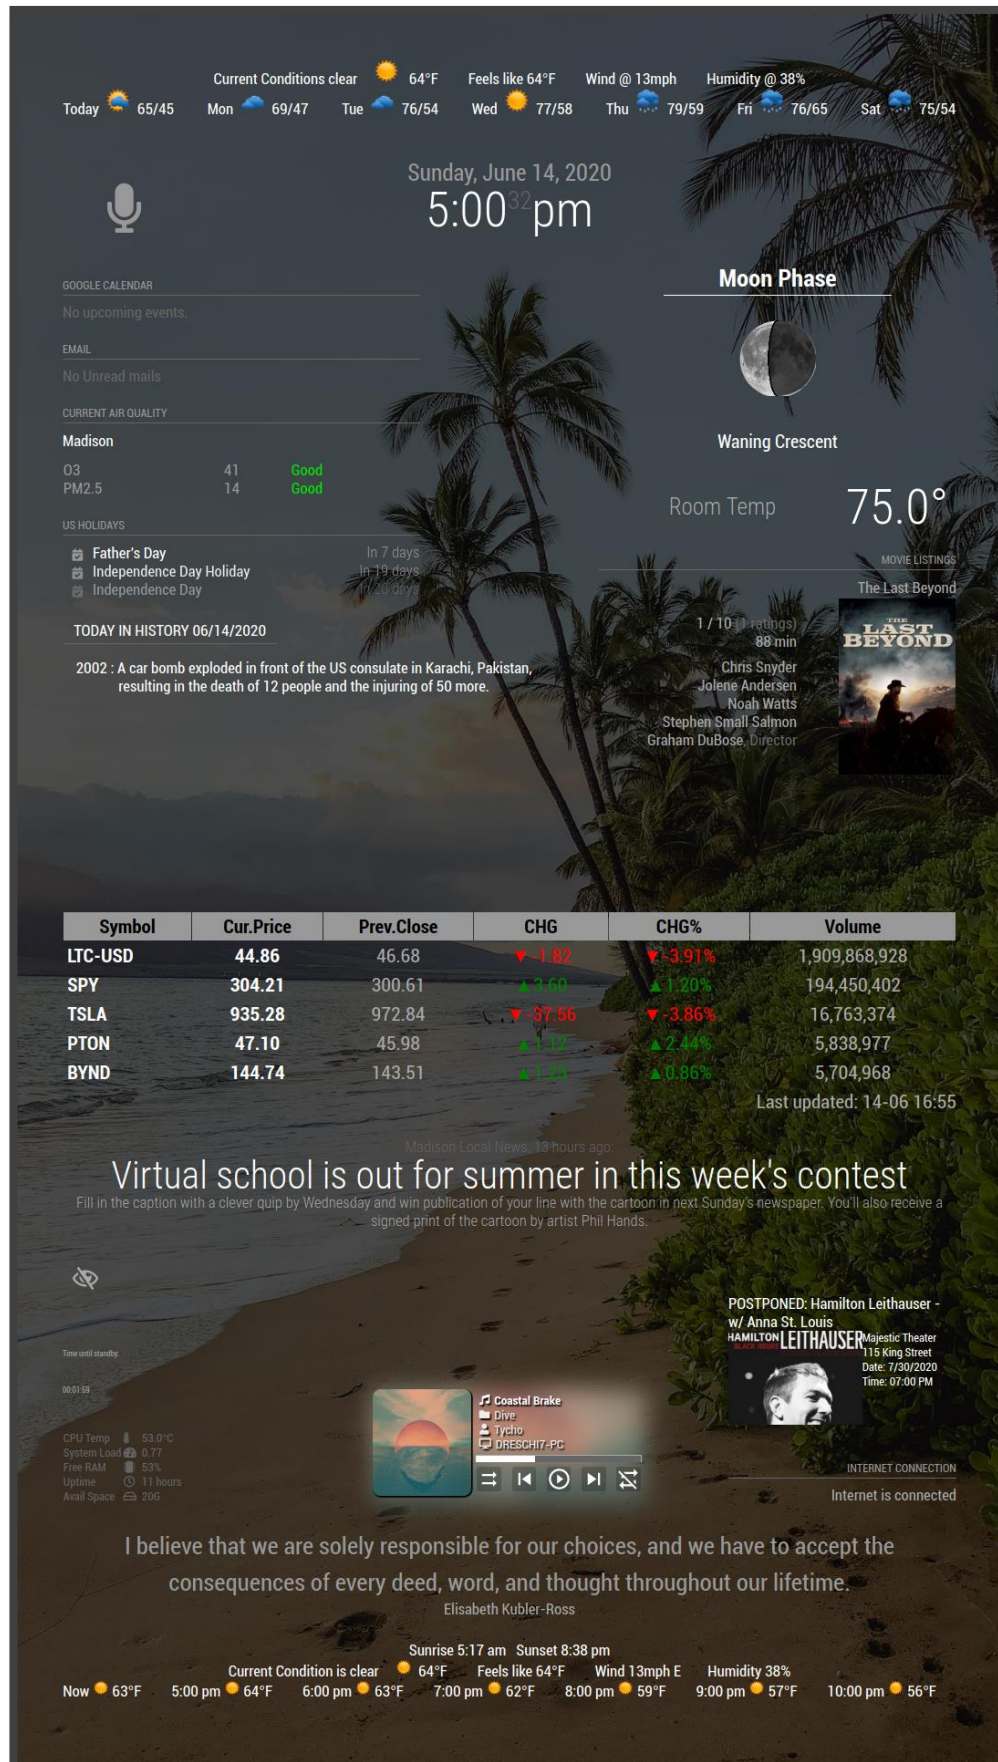 Current Conditions clear 64°F Feels like 64°F Wind @ 13mph Humidity @ 38%
Today 65/45 Mon 69/47 Tue 76/54 Wed 77/58 Thu 79/59 Fri 76/65 Sat 75/54
Sunday, June 14, 2020
5:00 32 pm
GOOGLE CALENDAR
No upcoming events.
EMAIL
No Unread mails
CURRENT AIR QUALITY
Madison
O3 41 Good
PM2.5 14 Good
US HOLIDAYS
Father's Day In 7 days
Independence Day Holiday In 19 days
Independence Day In 20 days
TODAY IN HISTORY 06/14/2020
2002 : A car bomb exploded in front of the US consulate in Karachi, Pakistan,
resulting in the death of 12 people and the injuring of 50 more.
Moon Phase
Waning Crescent
Room Temp 75.0°
MOVIE LISTINGS
The Last Beyond
1 / 10 (1 ratings)
88 min
Chris Snyder
Jolene Andersen
Noah Watts
Stephen Small Salmon
Graham DuBose, Director
THE
LAST
BEYOND
Symbol Cur.Price Prev.Close CHG CHG% Volume
LTC-USD 44.86 46.68 ▼ -1.82 ▼ -3.91% 1,909,868,928
SPY 304.21 300.61 ▲ 3.60 ▲ 1.20% 194,450,402
TSLA 935.28 972.84 ▼ -37.56 ▼ -3.86% 16,763,374
PTON 47.10 45.98 ▲ 1.12 ▲ 2.44% 5,838,977
BYND 144.74 143.51 ▲ 1.23 ▲ 0.86% 5,704,968
Last updated: 14-06 16:55
Madison Local News, 13 hours ago:
Virtual school is out for summer in this week's contest
Fill in the caption with a clever quip by Wednesday and win publication of your line with the cartoon in next Sunday's newspaper. You'll also receive a
signed print of the cartoon by artist Phil Hands.
Time until standby:
00:01:59
CPU Temp 53.0°C
System Load 0.77
Free RAM 53%
Uptime 11 hours
Avail Space 20G
Coastal Brake
Dive
Tycho
DRESCHI7-PC
POSTPONED: Hamilton Leithauser -
w/ Anna St. Louis
HAMILTON LEITHAUSER
BLACK HOURS
Majestic Theater
115 King Street
Date: 7/30/2020
Time: 07:00 PM
INTERNET CONNECTION
Internet is connected
I believe that we are solely responsible for our choices, and we have to accept the
consequences of every deed, word, and thought throughout our lifetime.
Elisabeth Kubler-Ross
Sunrise 5:17 am Sunset 8:38 pm
Current Condition is clear 64°F Feels like 64°F Wind 13mph E Humidity 38%
Now 63°F 5:00 pm 64°F 6:00 pm 63°F 7:00 pm 62°F 8:00 pm 59°F 9:00 pm 57°F 10:00 pm 56°F